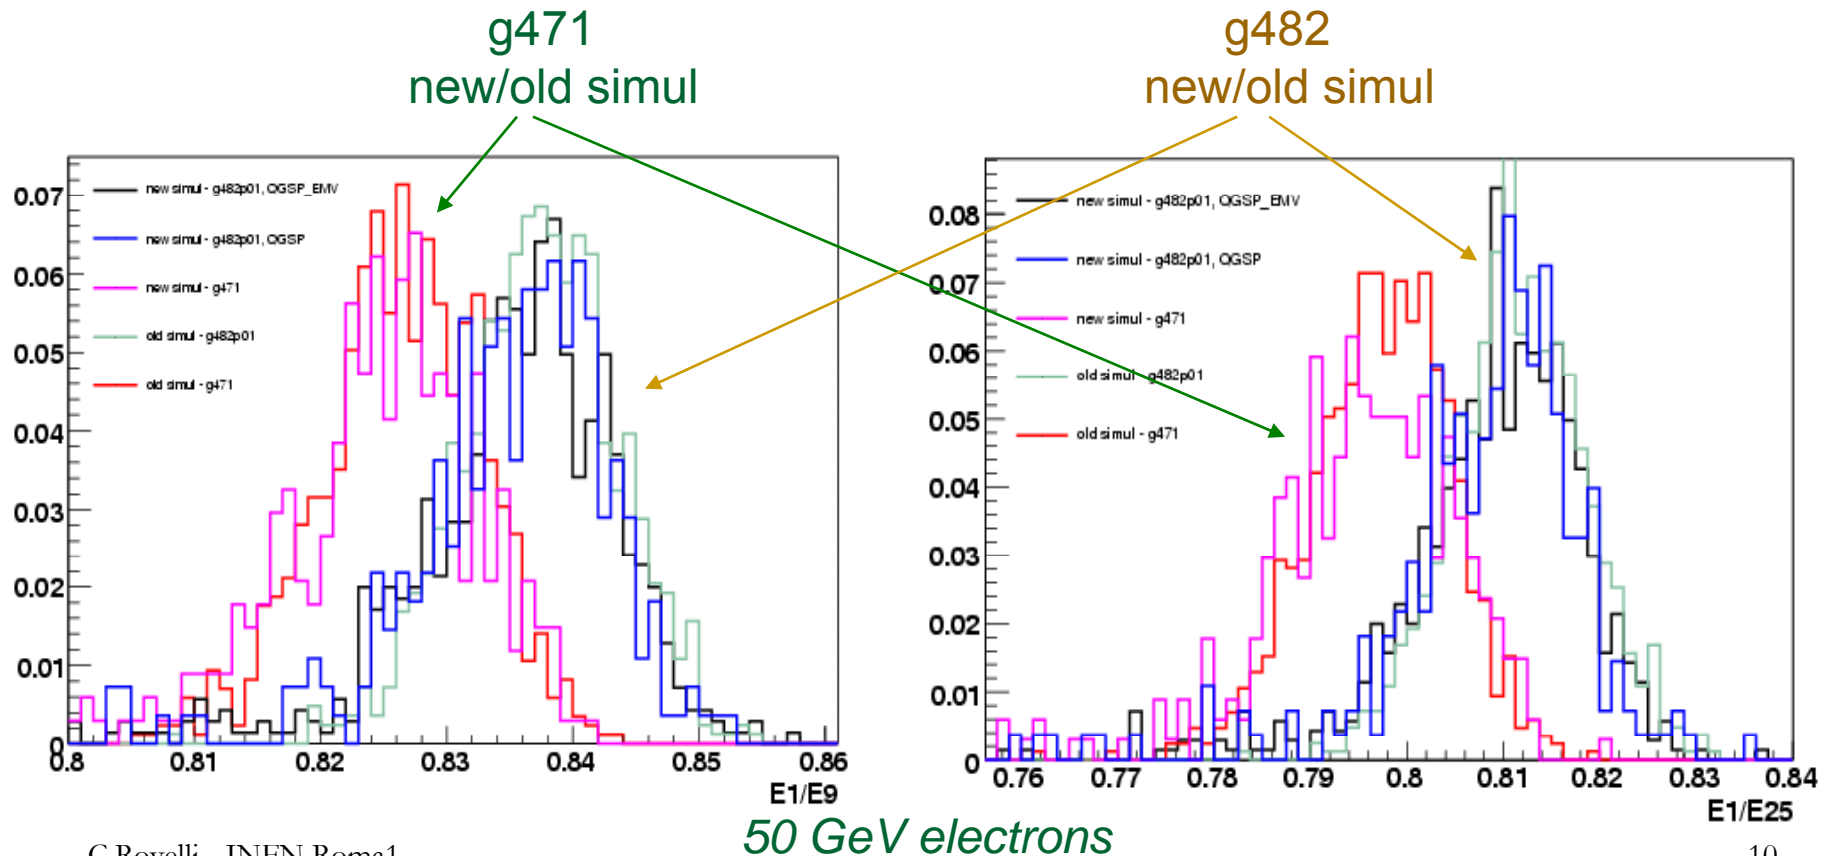 g471
new/old simul
g482
new/old simul
new simul - g482p01, QGSP_EMV
new simul - g482p01, QGSP
new simul - g471
old simul - g482p01
old simul - g471
0.07
0.06
0.05
0.04
0.03
0.02
0.01
0
0.8 0.81 0.82 0.83 0.84 0.85 0.86
E1/E9
new simul - g482p01, QGSP_EMV
new simul - g482p01, QGSP
new simul - g471
old simul - g482p01
old simul - g471
0.08
0.07
0.06
0.05
0.04
0.03
0.02
0.01
0
0.76 0.77 0.78 0.79 0.8 0.81 0.82 0.83 0.84
E1/E25
50 GeV electrons
C.Rovelli - INFN Roma1
10